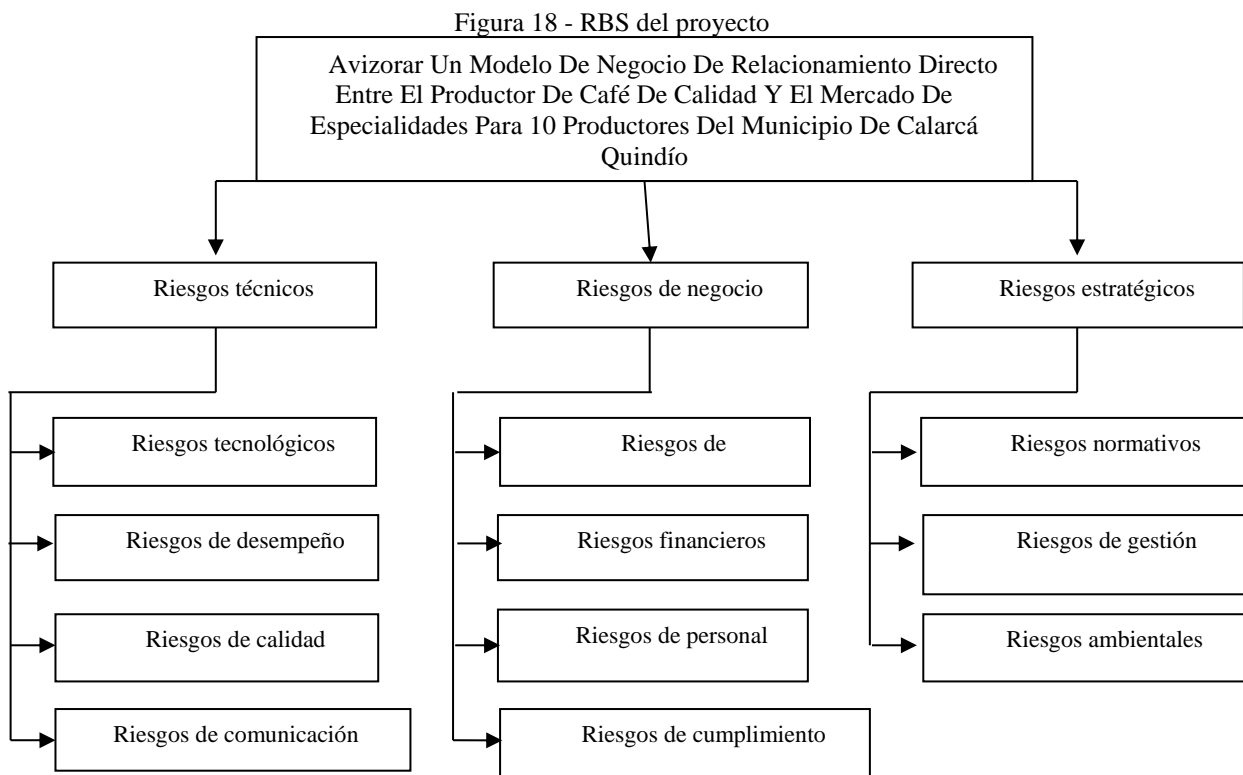 Figura 18 - RBS del proyecto
Avizorar Un Modelo De Negocio De Relacionamiento Directo
Entre El Productor De Café De Calidad Y El Mercado De
Especialidades Para 10 Productores Del Municipio De Calarcá
Quindío
Riesgos técnicos
Riesgos de negocio
Riesgos estratégicos
Riesgos tecnológicos
Riesgos de
Riesgos normativos
Riesgos de desempeño
Riesgos financieros
Riesgos de gestión
Riesgos de calidad
Riesgos de personal
Riesgos ambientales
Riesgos de comunicación
Riesgos de cumplimiento